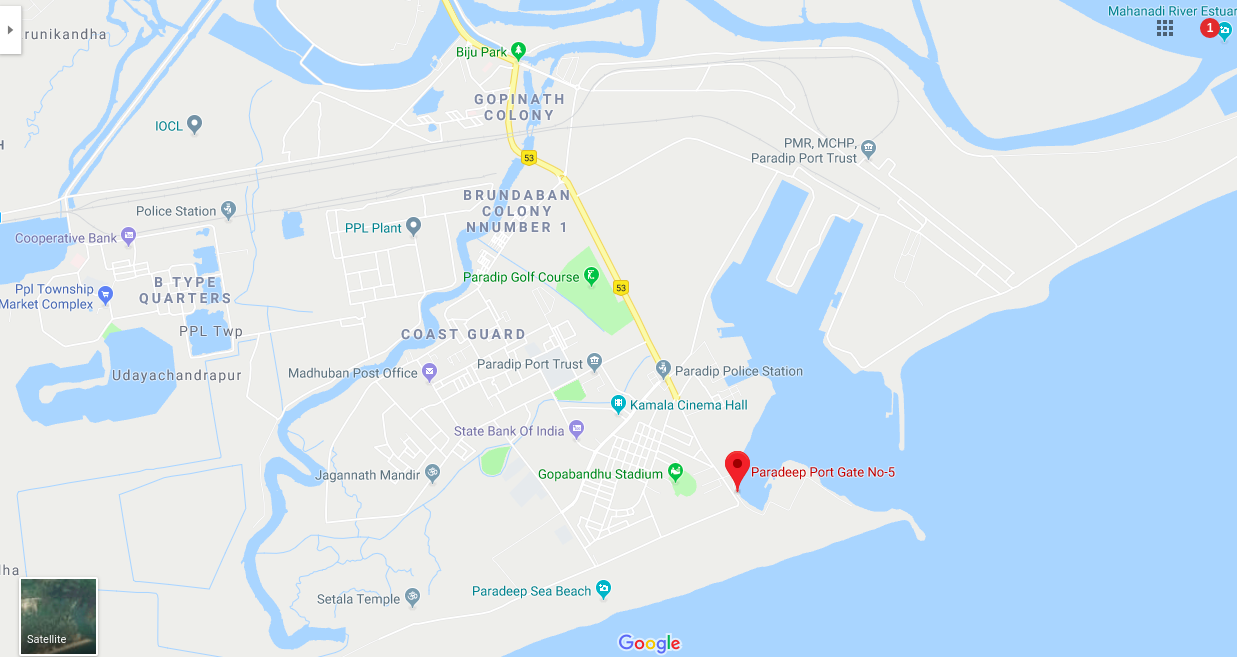 Mahanadi River Estuar
1
runikandha
Biju Park
GOPINATH
COLONY
IOCL
PMR, MCHP,
Paradip Port Trust
53
BRUNDABAN
COLONY
NNUMBER 1
Police Station
PPL Plant
Cooperative Bank
Paradip Golf Course
53
B TYPE
QUARTERS
Ppl Township
Market Complex
PPL Twp
COAST GUARD
Udayachandrapur
Madhuban Post Office
Paradip Port Trust
Paradip Police Station
Kamala Cinema Hall
State Bank Of India
Jagannath Mandir
Gopabandhu Stadium
Paradeep Port Gate No-5
ha
Setala Temple
Paradeep Sea Beach
Satellite
Google